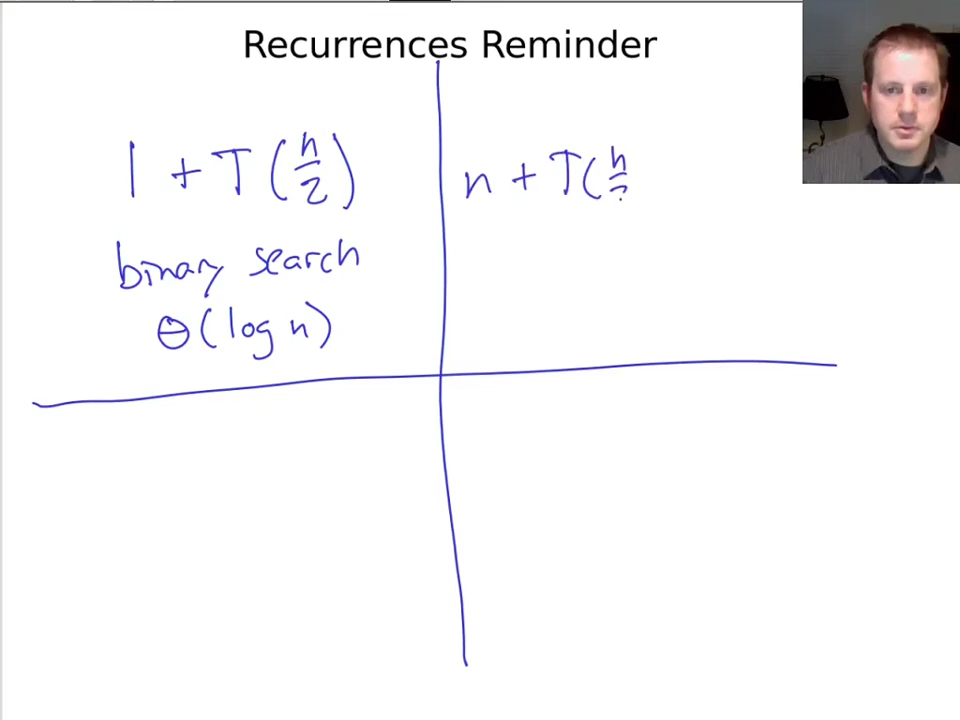 Recurrences Reminder
1 + T(n/2)
binary search
Θ(log n)
n + T(n/